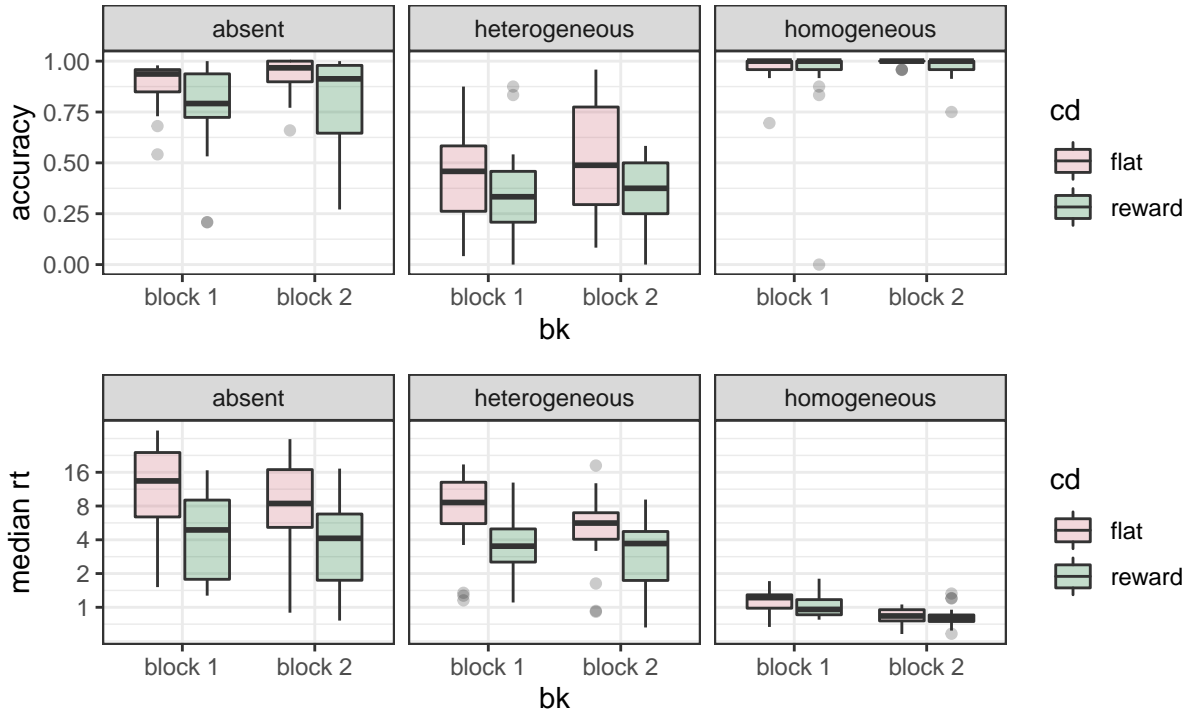 absent heterogeneous homogeneous
accuracy
1.00
0.75
0.50
0.25
0.00
block 1 block 2 block 1 block 2 block 1 block 2
bk
cd
flat
reward
absent heterogeneous homogeneous
median rt
16
8
4
2
1
block 1 block 2 block 1 block 2 block 1 block 2
bk
cd
flat
reward